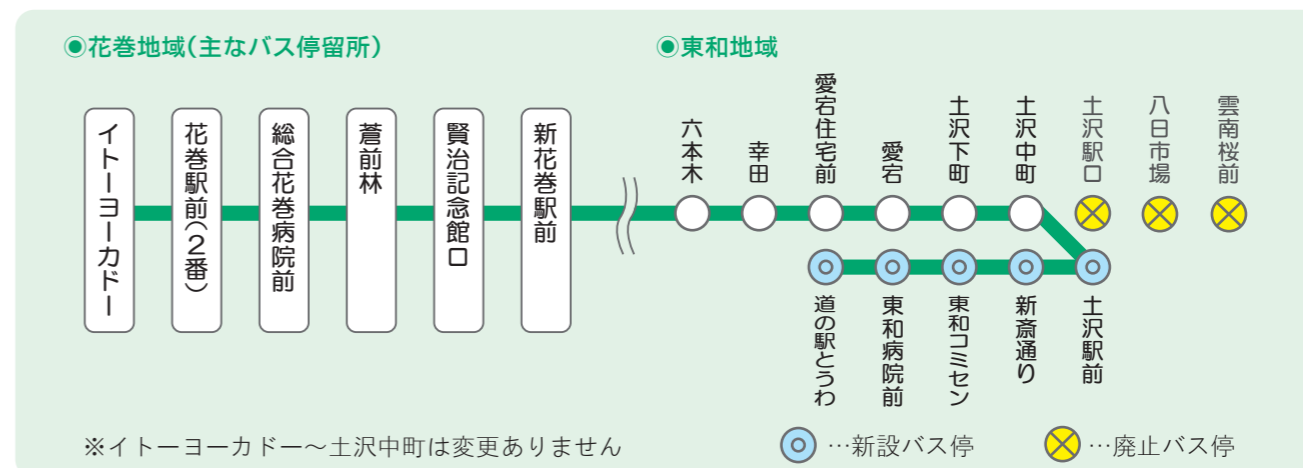 ◉花巻地域(主なバス停留所)
イトーヨーカドー
花巻駅前(2番)
総合花巻病院前
蒼前林
賢治記念館口
新花巻駅前
◉東和地域
六本木
幸田
愛宕住宅前
愛宕
土沢下町
土沢中町
土沢駅口
八日市場
雲南桜前
道の駅とうわ
東和病院前
東和コミセン
新斎通り
土沢駅前
※イトーヨーカドー〜土沢中町は変更ありません
…新設バス停
…廃止バス停